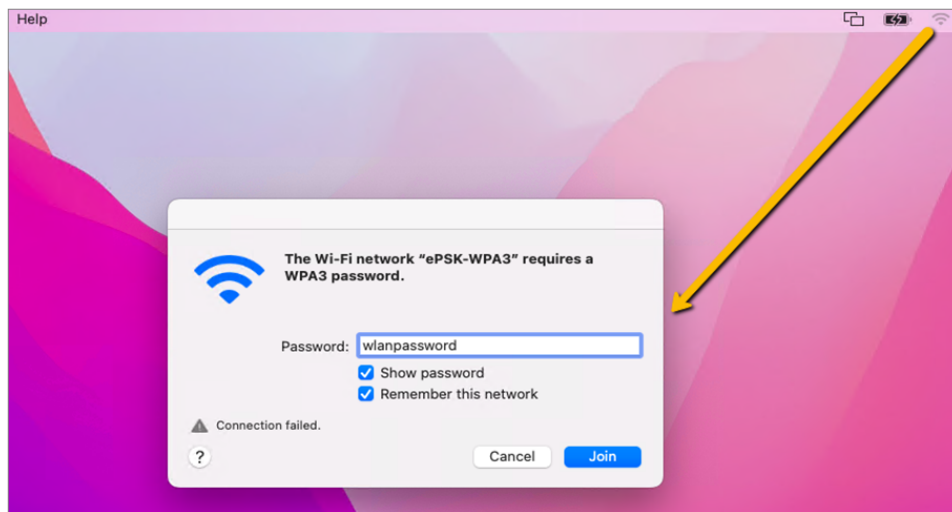 Help
The Wi-Fi network “ePSK-WPA3” requires a
WPA3 password.
Password: wlanpassword
Show password
Remember this network
Connection failed.
? Cancel Join